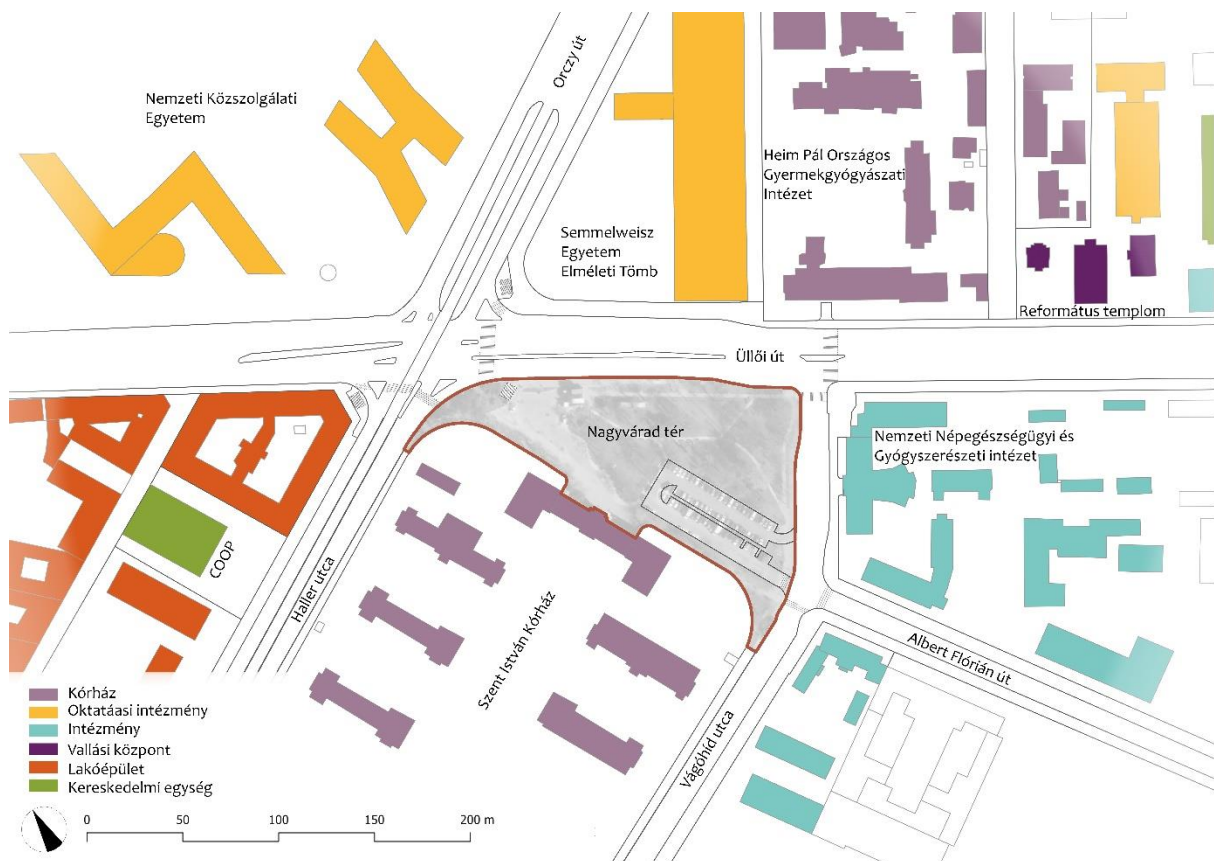 Nemzeti Közszolgálati
Egyetem
Orczy út
Semmelweisz
Egyetem
Elméleti Tömb
Heim Pál Országos
Gyermekgyógyászati
Intézet
Református templom
Üllői út
Nagyvárad tér
Nemzeti Népegészségügyi és
Gyógyszerészeti intézet
COOP
Haller utca
Szent István Kórház
Vágóhíd utca
Albert Flórián út
Kórház
Oktatáasi intézmény
Intézmény
Vallási központ
Lakóépület
Kereskedelmi egység
0 50 100 150 200 m